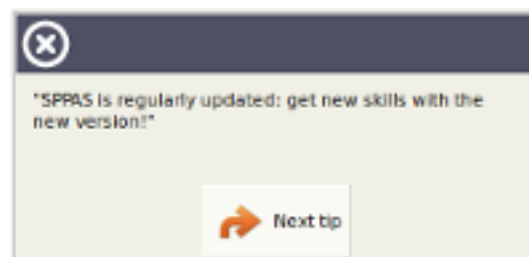 "SPPAS is regularly updated: get new skills with the
new version!"
Next tip